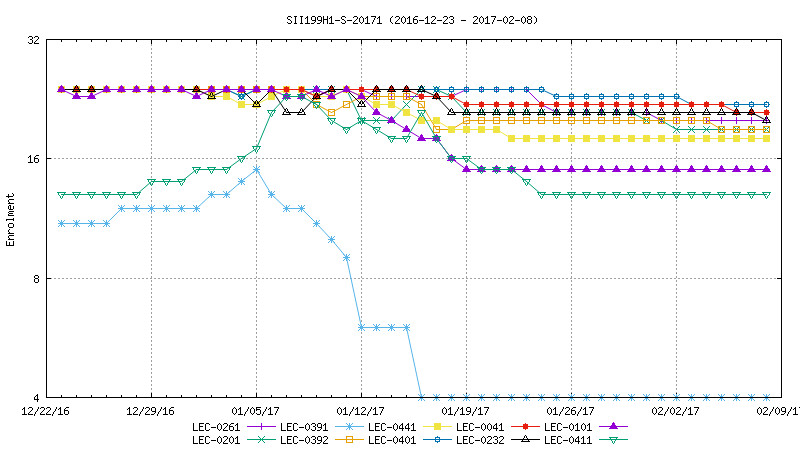 SII199H1-S-20171 (2016-12-23 - 2017-02-08)
32
16
8
4
Enrolment
12/22/16 12/29/16 01/05/17 01/12/17 01/19/17 01/26/17 02/02/17 02/09/17
LEC-0261 LEC-0391 LEC-0441 LEC-0041 LEC-0101
LEC-0201 LEC-0392 LEC-0401 LEC-0232 LEC-0411